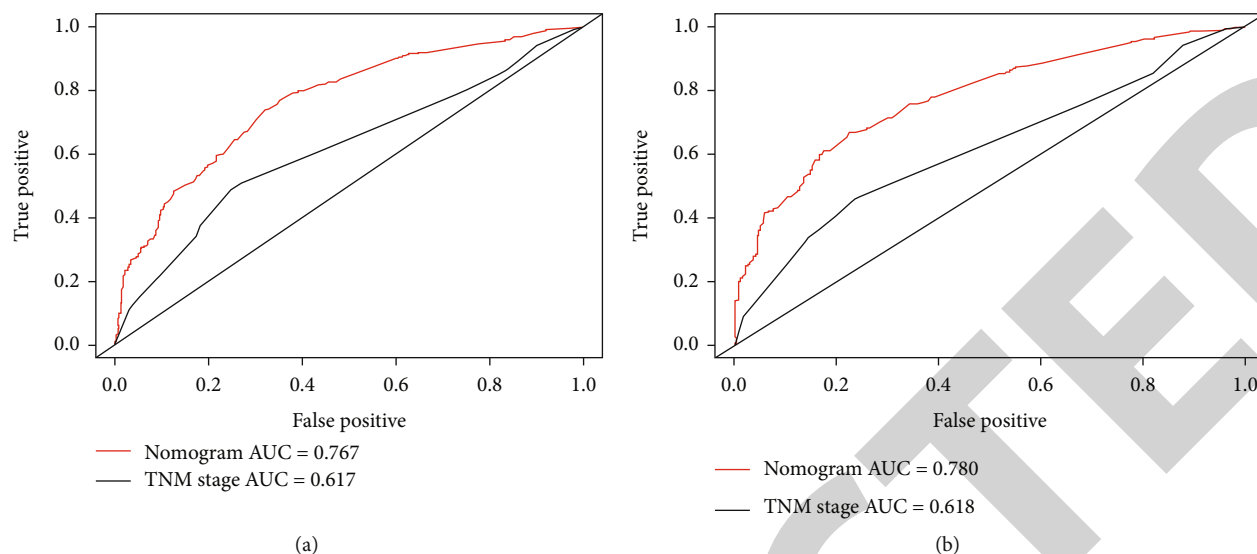 1.0
0.8
0.6
0.4
0.2
0.0
True positive
0.0 0.2 0.4 0.6 0.8 1.0
False positive
Nomogram AUC = 0.767
TNM stage AUC = 0.617
(a)
1.0
0.8
0.6
0.4
0.2
0.0
True positive
0.0 0.2 0.4 0.6 0.8 1.0
False positive
Nomogram AUC = 0.780
TNM stage AUC = 0.618
(b)